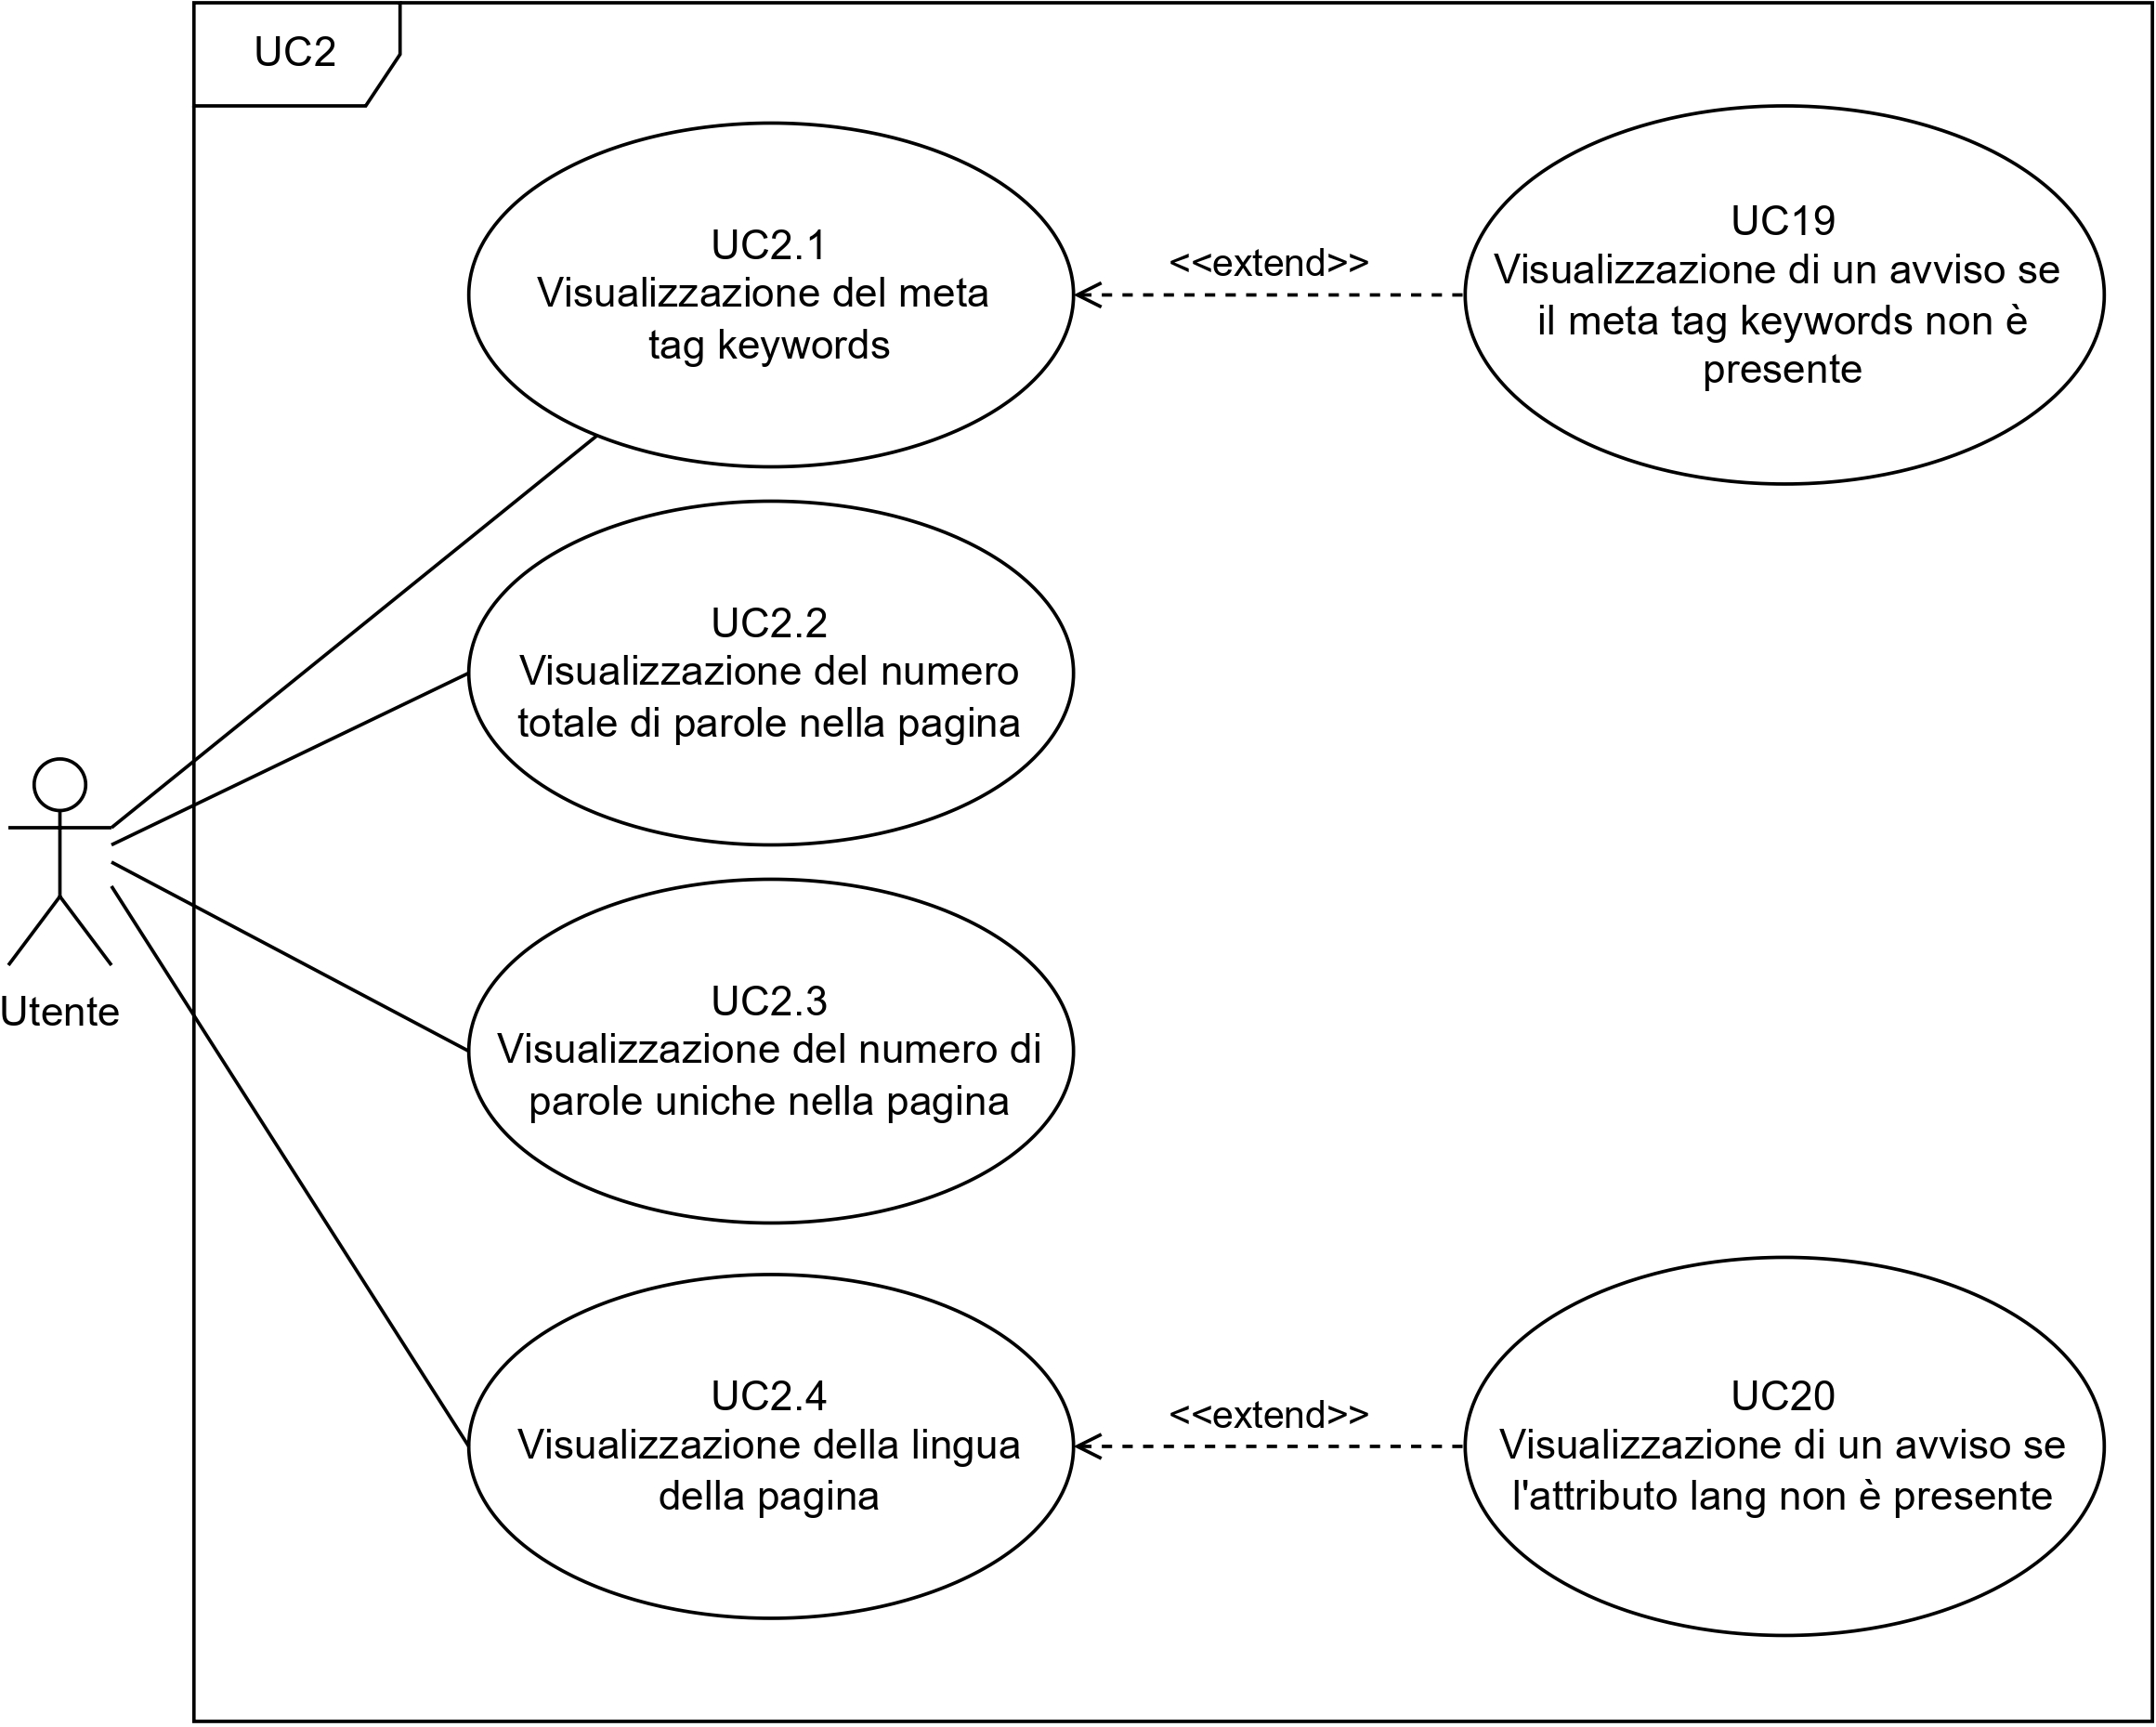 UC2
UC2.1
Visualizzazione del meta
tag keywords
<<extend>>
UC19
Visualizzazione di un avviso se
il meta tag keywords non è
presente
UC2.2
Visualizzazione del numero
totale di parole nella pagina
Utente
UC2.3
Visualizzazione del numero di
parole uniche nella pagina
UC2.4
Visualizzazione della lingua
della pagina
<<extend>>
UC20
Visualizzazione di un avviso se
l'attributo lang non è presente